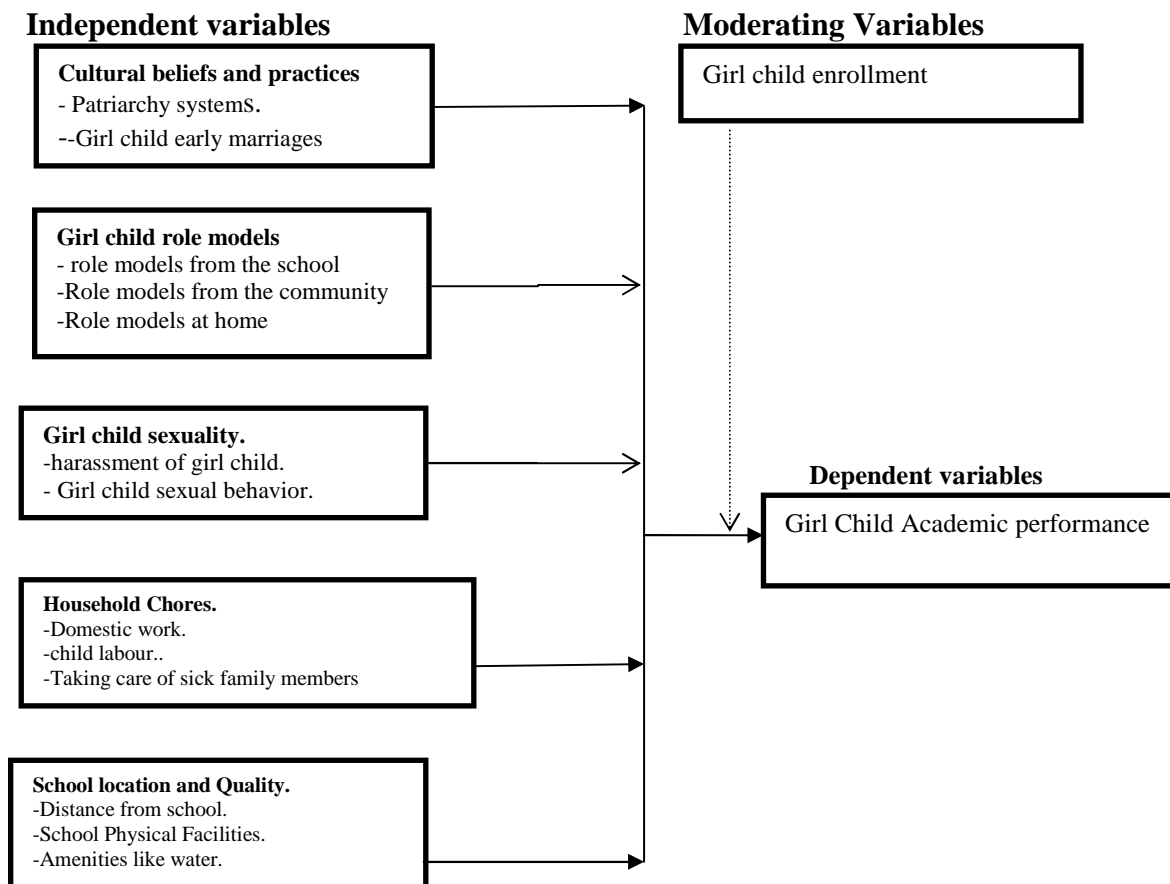 Independent variables
Cultural beliefs and practices
- Patriarchy systems.
--Girl child early marriages
Girl child role models
- role models from the school
-Role models from the community
-Role models at home
Girl child sexuality.
-harassment of girl child.
- Girl child sexual behavior.
Household Chores.
-Domestic work.
-child labour..
-Taking care of sick family members
School location and Quality.
-Distance from school.
-School Physical Facilities.
-Amenities like water.
Moderating Variables
Girl child enrollment
Dependent variables
Girl Child Academic performance